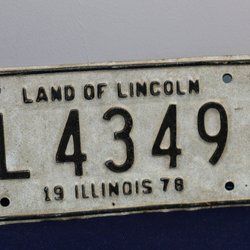 LAND OF LINCOLN
L 4349
19 ILLINOIS 78